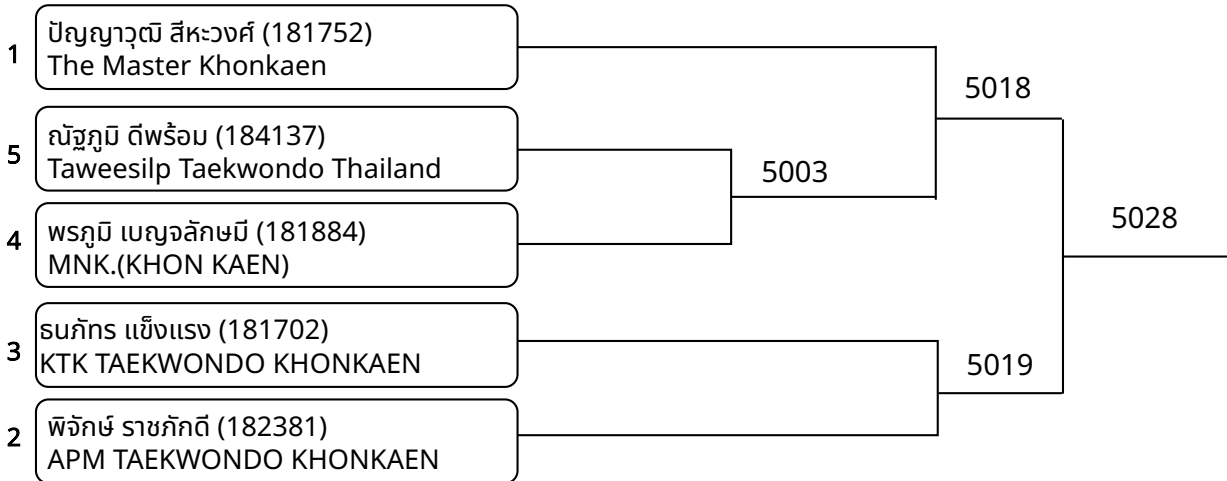 1
ปัญญาวุฒิ สีหะวงศ์ (181752)
The Master Khonkaen
5018
5
ณัฐภูมิ ดีพร้อม (184137)
Taweesilp Taekwondo Thailand
5003
4
พรภูมิ เบญจลักษมี (181884)
MNK.(KHON KAEN)
5028
3
ธนภัทร แข็งแรง (181702)
KTK TAEKWONDO KHONKAEN
5019
2
พิจักษ์ ราชภักดี (182381)
APM TAEKWONDO KHONKAEN